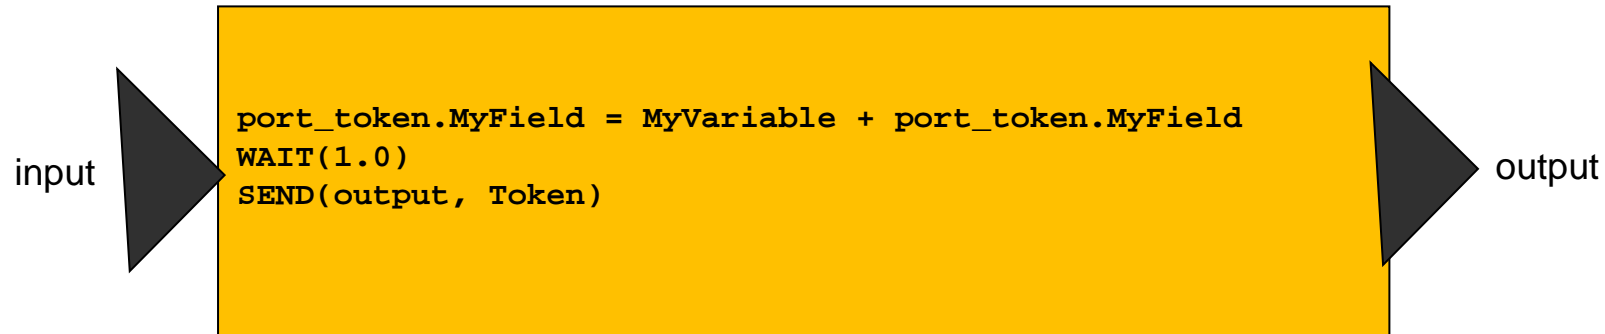 port_token.MyField = MyVariable + port_token.MyField
WAIT(1.0)
input
SEND(output, Token)
output